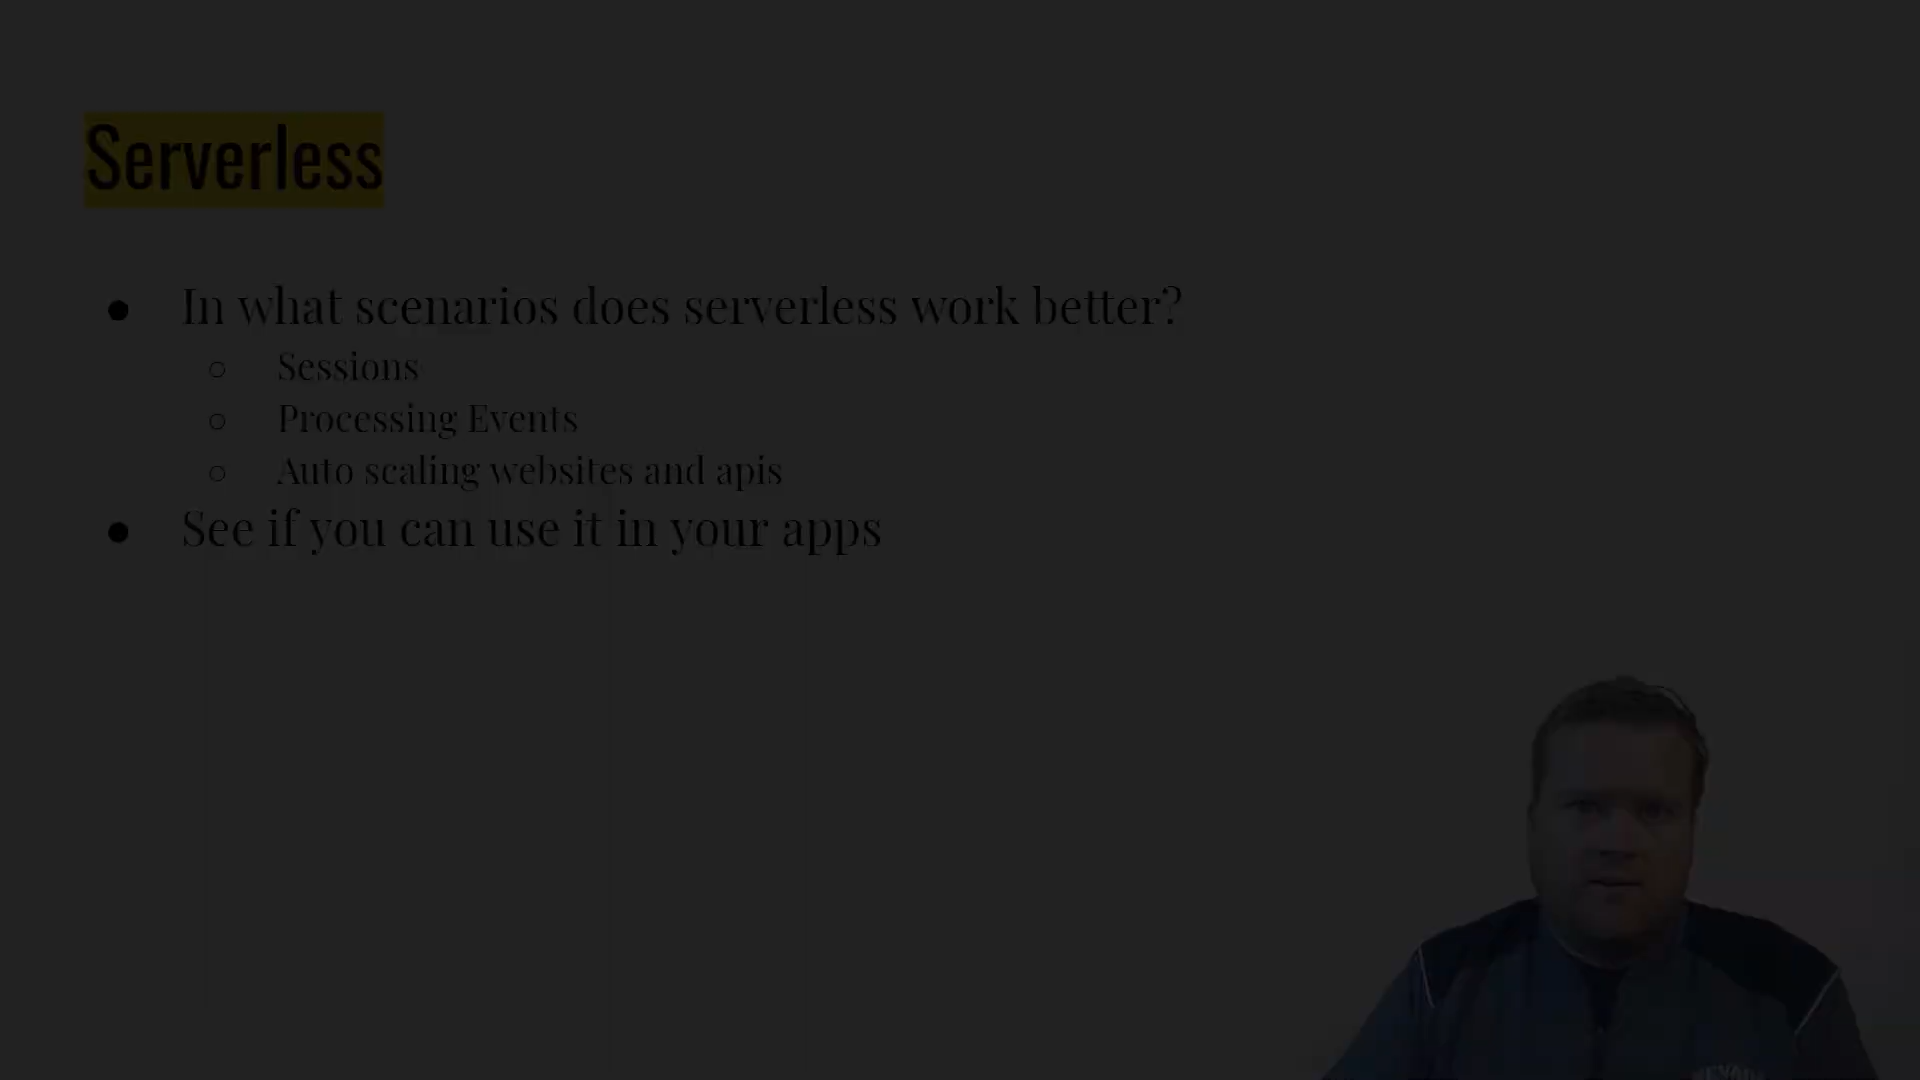 Serverless
In what scenarios does serverless work better?
Sessions
Processing Events
Auto scaling websites and apis
See if you can use it in your apps